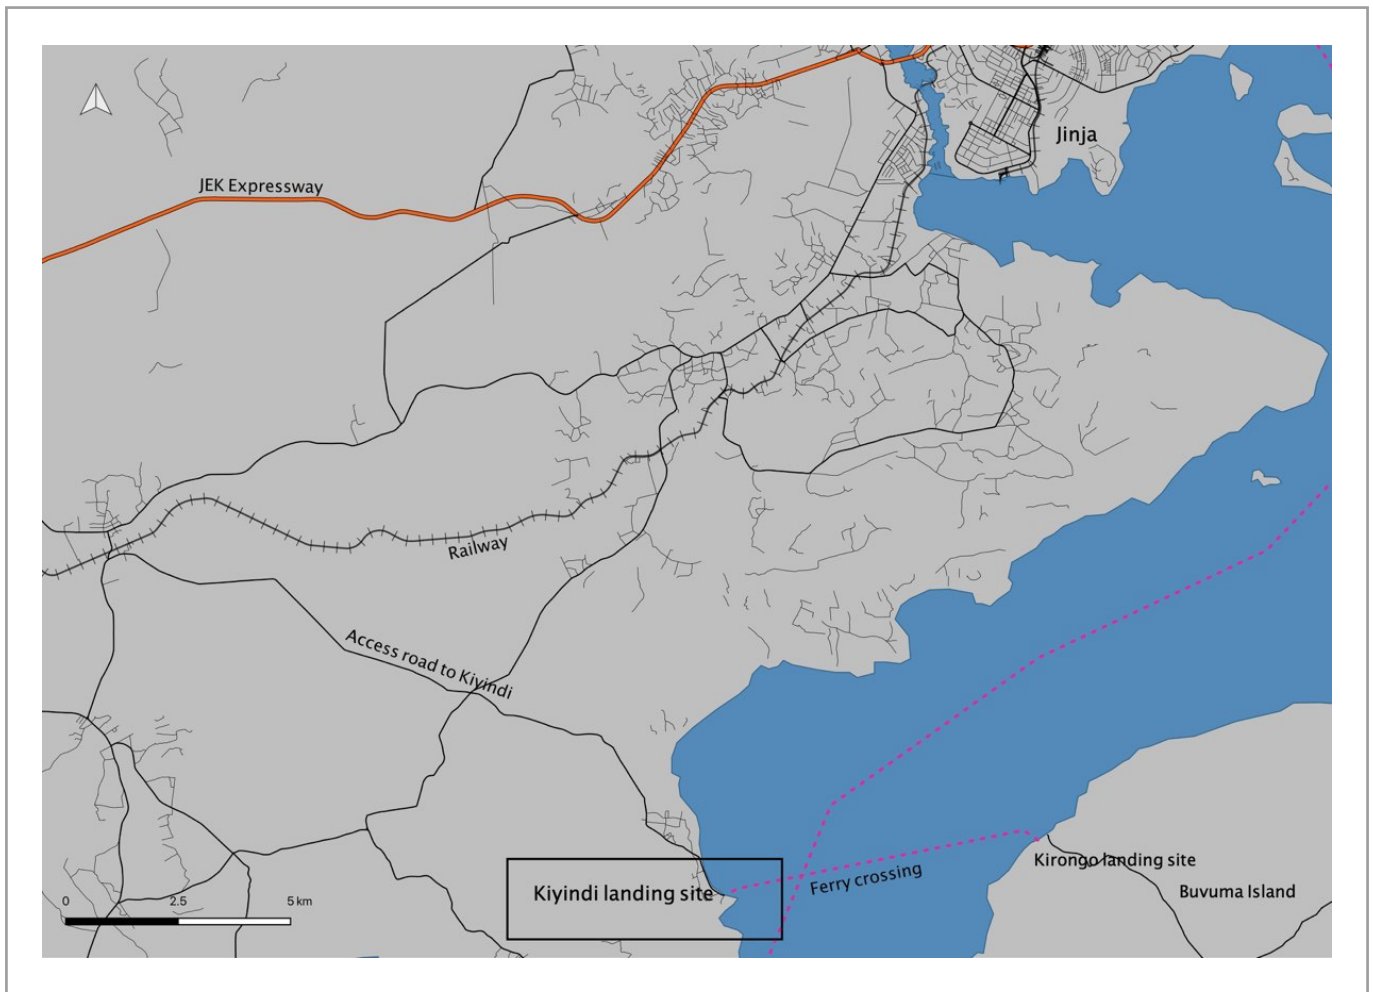 Jinja
JEK Expressway
Railway
Access road to Kiyindi
Kirongo landing site
Ferry crossing
Kiyindi landing site
Buvuma Island
0 2.5 5 km